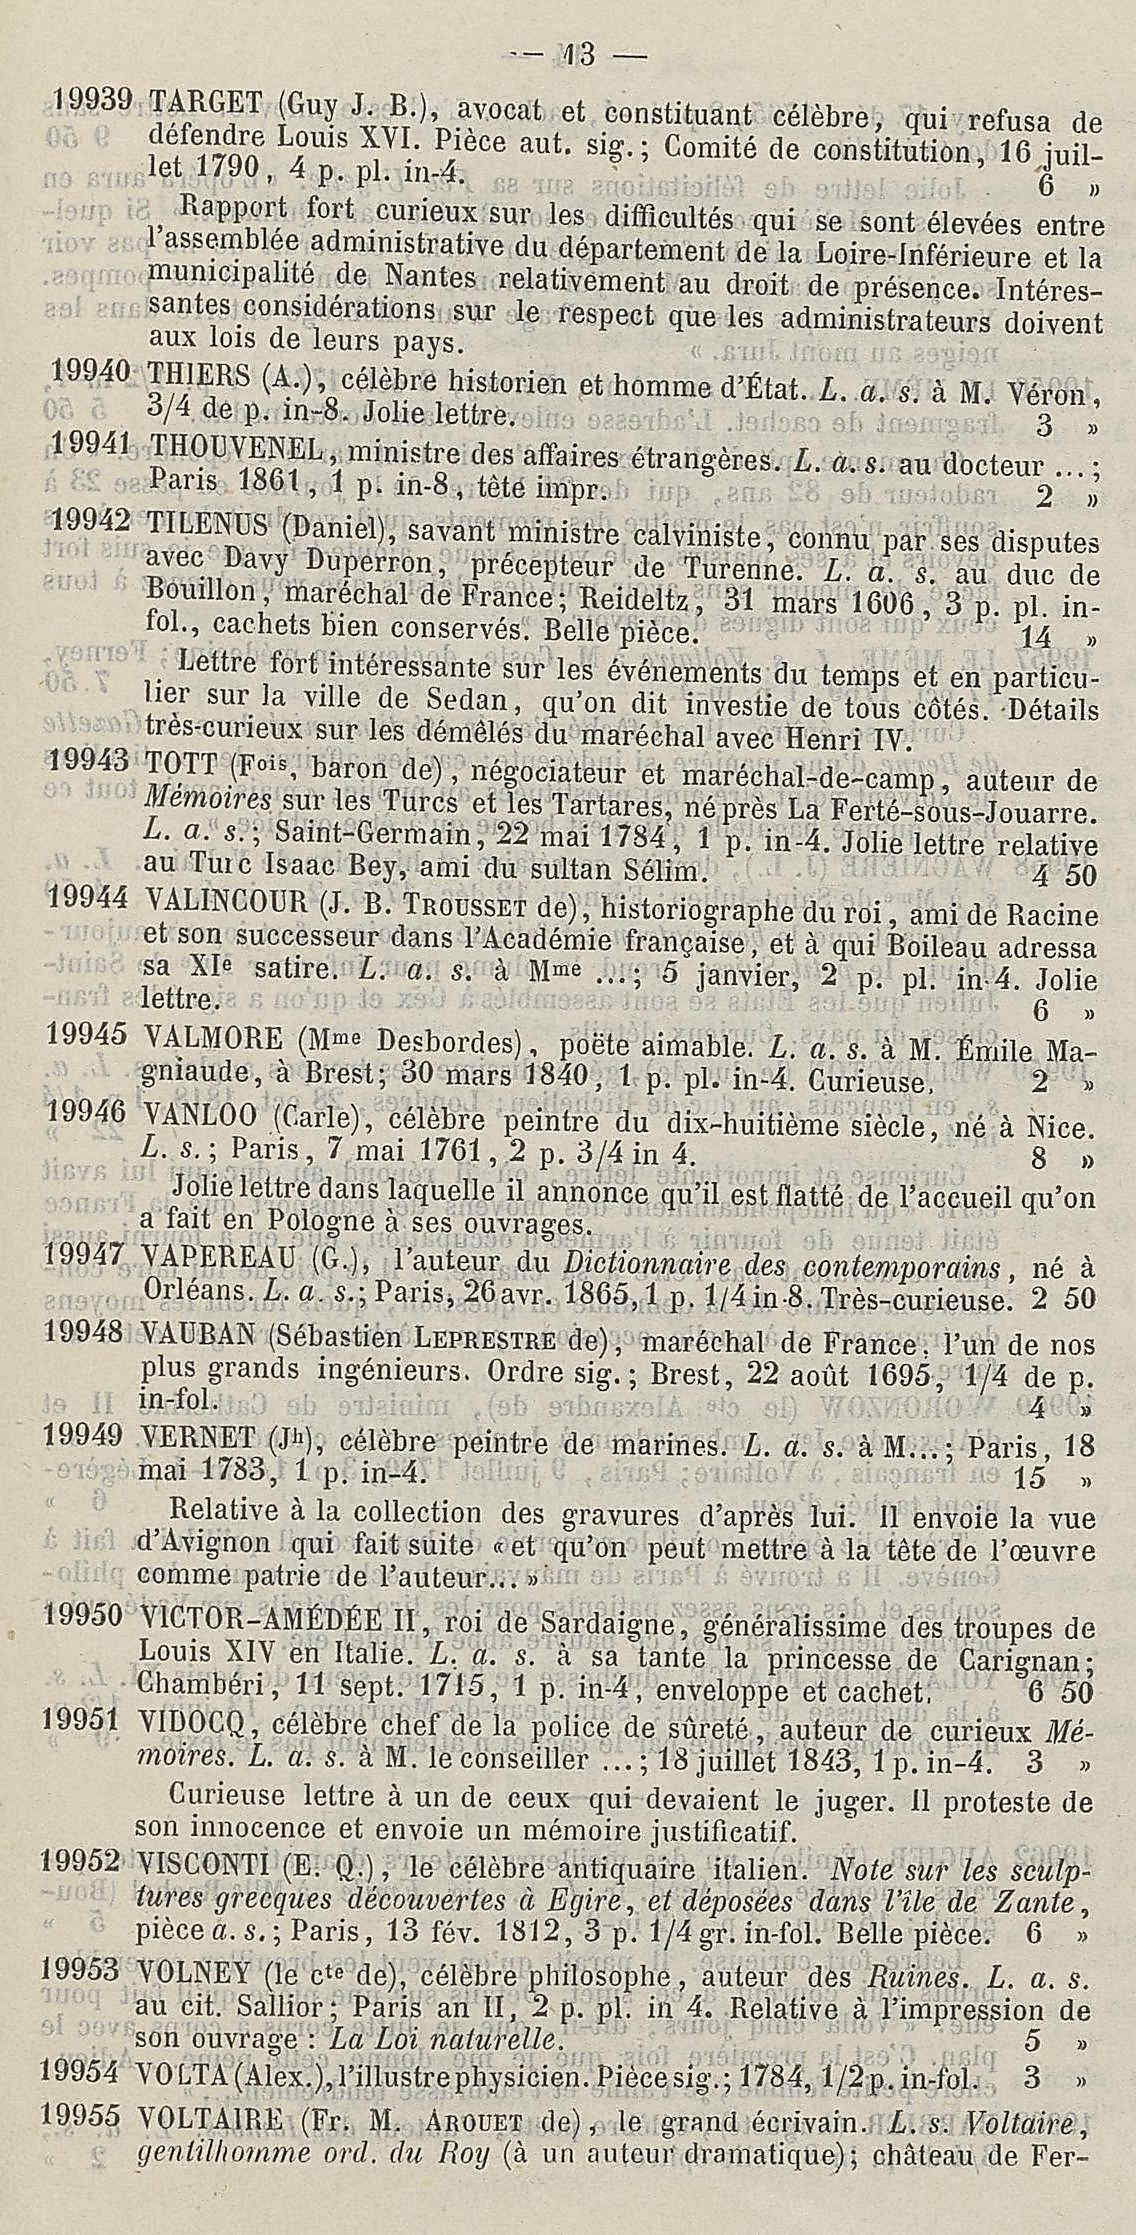 — 13 —
19939 TARGET (Guy J. B.), avocat et constituant célèbre, qui refusa de
défendre Louis XVI. Pièce aut. sig.; Comité de constitution, 16 juil-
let 1790, 4 p. pl. in-4. 6 »
Rapport fort curieux sur les difficultés qui se sont élevées entre
l'assemblée administrative du département de la Loire-Inférieure et la
municipalité de Nantes relativement au droit de présence. Intéres-
santes considérations sur le respect que les administrateurs doivent
aux lois de leurs pays.
19940 THIERS (A.), célèbre historien et homme d'État. L. a. s. à M. Véron,
3/4 de p. in-8. Jolie lettre. 3 »
19941 THOUVENEL, ministre des affaires étrangères. L. a. s. au docteur ...;
Paris 1861, 1 p. in-8, tête impr. 2 »
19942 TILENUS (Daniel), savant ministre calviniste, connu par ses disputes
avec Davy Duperron, précepteur de Turenne. L. a. s. au duc de
Bouillon, maréchal de France; Reideltz, 31 mars 1606, 3 p. pl. in-
fol., cachets bien conservés. Belle pièce. 14 »
Lettre fort intéressante sur les événements du temps et en particu-
lier sur la ville de Sedan, qu'on dit investie de tous côtés. Détails
très-curieux sur les démêlés du maréchal avec Henri IV.
19943 TOTT (Fois, baron de), négociateur et maréchal-de-camp, auteur de
Mémoires sur les Turcs et les Tartares, né près La Ferté-sous-Jouarre.
L. a. s.; Saint-Germain, 22 mai 1784, 1 p. in-4. Jolie lettre relative
au Turc Isaac Bey, ami du sultan Sélim. 4 50
19944 VALINCOUR (J. B. TROUSSET de), historiographe du roi, ami de Racine
et son successeur dans l'Académie française, et à qui Boileau adressa
sa XIe satire. L. a. s. à Mme ...; 5 janvier, 2 p. pl. in-4. Jolie
lettre. 6 »
19945 VALMORE (Mme Desbordes), poëte aimable. L. a. s. à M. Émile Ma-
gniaude, à Brest; 30 mars 1840, 1 p. pl. in-4. Curieuse. 2 »
19946 VANLOO (Carle), célèbre peintre du dix-huitième siècle, né à Nice.
L. s.; Paris, 7 mai 1761, 2 p. 3/4 in 4. 8 »
Jolie lettre dans laquelle il annonce qu'il est flatté de l'accueil qu'on
a fait en Pologne à ses ouvrages.
19947 VAPEREAU (G.), l'auteur du Dictionnaire des contemporains, né à
Orléans. L. a. s.; Paris, 26 avr. 1865, 1 p. 1/4 in-8. Très-curieuse. 2 50
19948 VAUBAN (Sébastien LEPRESTRE de), maréchal de France, l'un de nos
plus grands ingénieurs. Ordre sig.; Brest, 22 août 1695, 1/4 de p.
in-fol. 4 »
19949 VERNET (Jh), célèbre peintre de marines. L. a. s. à M...; Paris, 18
mai 1783, 1 p. in-4. 15 »
Relative à la collection des gravures d'après lui. Il envoie la vue
d'Avignon qui fait suite « et qu'on peut mettre à la tête de l'œuvre
comme patrie de l'auteur... »
19950 VICTOR-AMÉDÉE II, roi de Sardaigne, généralissime des troupes de
Louis XIV en Italie. L. a. s. à sa tante la princesse de Carignan;
Chambéri, 11 sept. 1715, 1 p. in-4, enveloppe et cachet. 6 50
19951 VIDOCQ, célèbre chef de la police de sûreté, auteur de curieux Mé-
moires. L. a. s. à M. le conseiller ...; 18 juillet 1843, 1 p. in-4. 3 »
Curieuse lettre à un de ceux qui devaient le juger. Il proteste de
son innocence et envoie un mémoire justificatif.
19952 VISCONTI (E. Q.), le célèbre antiquaire italien. Note sur les sculp-
tures grecques découvertes à Egire, et déposées dans l'île de Zante,
pièce a. s.; Paris, 13 fév. 1812, 3 p. 1/4 gr. in-fol. Belle pièce. 6 »
19953 VOLNEY (le cte de), célèbre philosophe, auteur des Ruines. L. a. s.
au cit. Sallior; Paris an II, 2 p. pl. in 4. Relative à l'impression de
son ouvrage : La Loi naturelle. 5 »
19954 VOLTA (Alex.), l'illustre physicien. Pièce sig.; 1784, 1/2 p. in-fol. 3 »
19955 VOLTAIRE (Fr. M. AROUET de), le grand écrivain. L. s. Voltaire,
gentilhomme ord. du Roy (à un auteur dramatique); château de Fer-